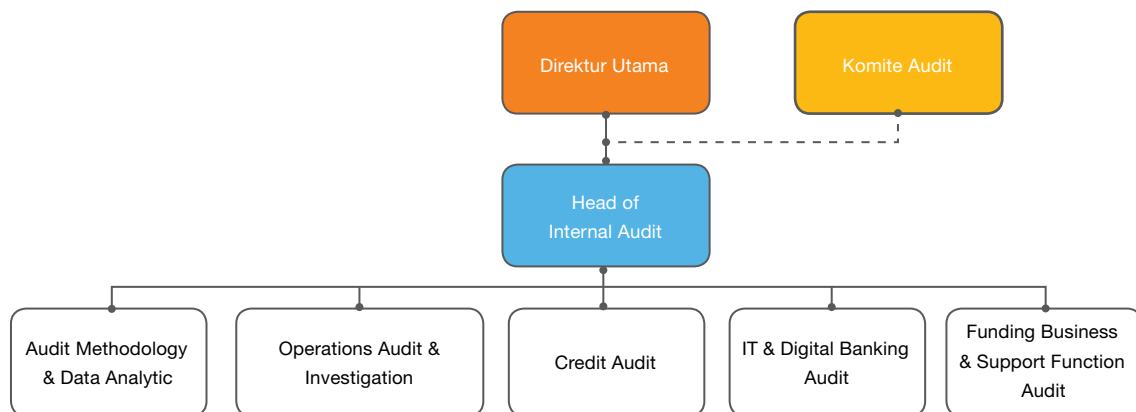 Direktur Utama
Komite Audit
Head of
Internal Audit
Audit Methodology
& Data Analytic
Operations Audit &
Investigation
Credit Audit
IT & Digital Banking
Audit
Funding Business
& Support Function
Audit